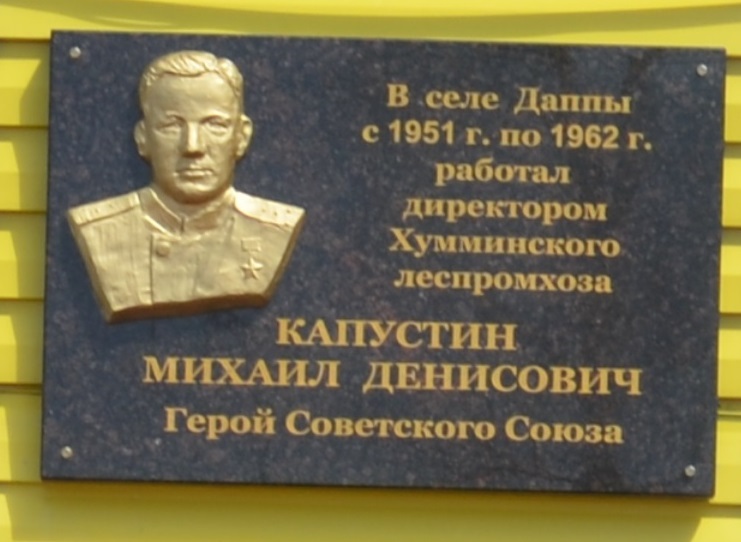 В селе Даппы
с 1951 г. по 1962 г.
работал
директором
Хумминского
леспромхоза
КАПУСТИН
МИХАИЛ ДЕНИСОВИЧ
Герой Советского Союза